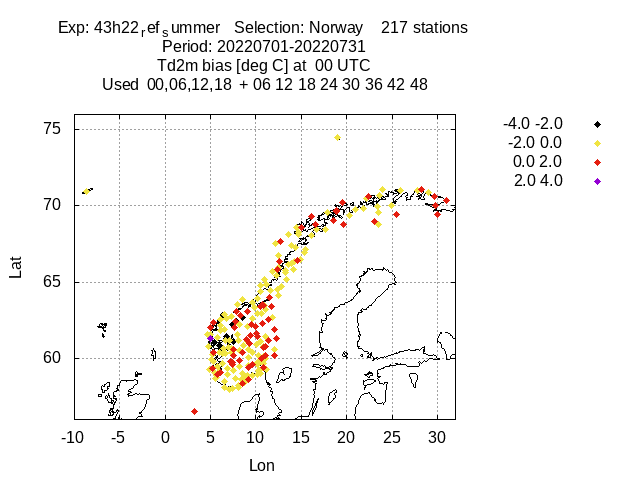 Exp: 43h22ref summer Selection: Norway 217 stations
Period: 20220701-20220731
Td2m bias [deg C] at 00 UTC
Used 00,06,12,18 + 06 12 18 24 30 36 42 48
-4.0 -2.0
-2.0 0.0
0.0 2.0
2.0 4.0
75
70
65
60
Lat
-10 -5 0 5 10 15 20 25 30
Lon